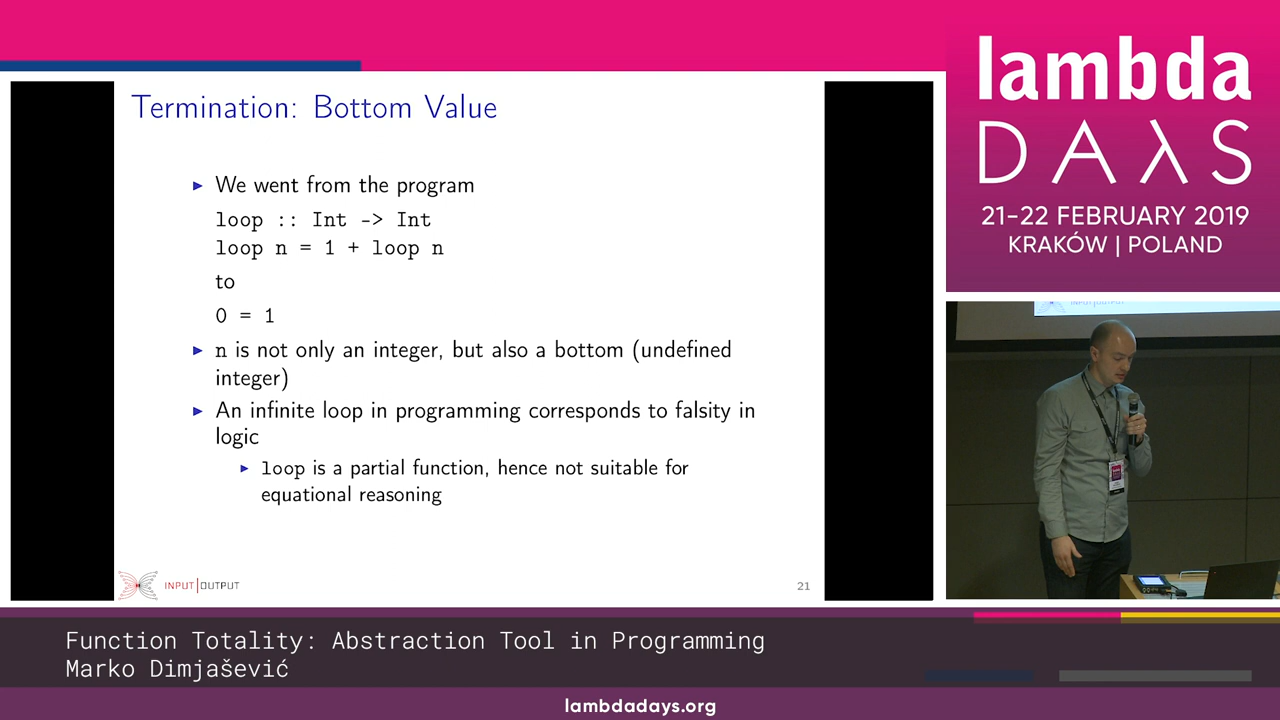 Termination: Bottom Value
We went from the program
loop :: Int -> Int
loop n = 1 + loop n
to
0 = 1
n is not only an integer, but also a bottom (undefined
integer)
An infinite loop in programming corresponds to falsity in
logic
loop is a partial function, hence not suitable for
equational reasoning
INPUT|OUTPUT
21
lambda
DAλS
21-22 FEBRUARY 2019
KRAKÓW | POLAND
INPUT|OUTPUT
Function Totality: Abstraction Tool in Programming
Marko Dimjašević
lambdadays.org